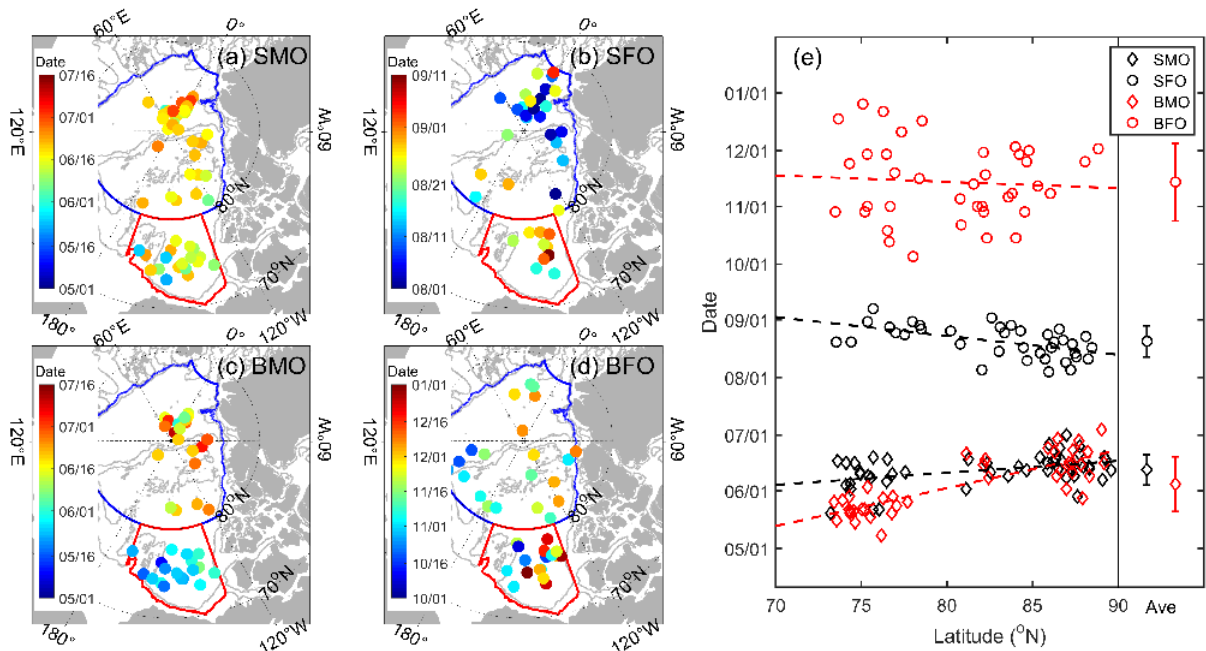 60°E
0°
(a) SMO
Date
07/16
07/01
06/16
06/01
05/16
05/01
120°E
60°W
80°N
70°N
180°
120°W
60°E
0°
(b) SFO
Date
09/11
09/01
08/21
08/11
08/01
120°E
60°W
80°N
70°N
180°
120°W
60°E
0°
(c) BMO
Date
07/16
07/01
06/16
06/01
05/16
05/01
120°E
60°W
80°N
70°N
180°
120°W
60°E
0°
(d) BFO
Date
01/01
12/16
12/01
11/16
11/01
10/16
10/01
120°E
60°W
80°N
70°N
180°
120°W
(e)
SMO
SFO
BMO
BFO
01/01
12/01
11/01
10/01
09/01
08/01
07/01
06/01
05/01
Date
70 75 80 85 90 Ave
Latitude (°N)